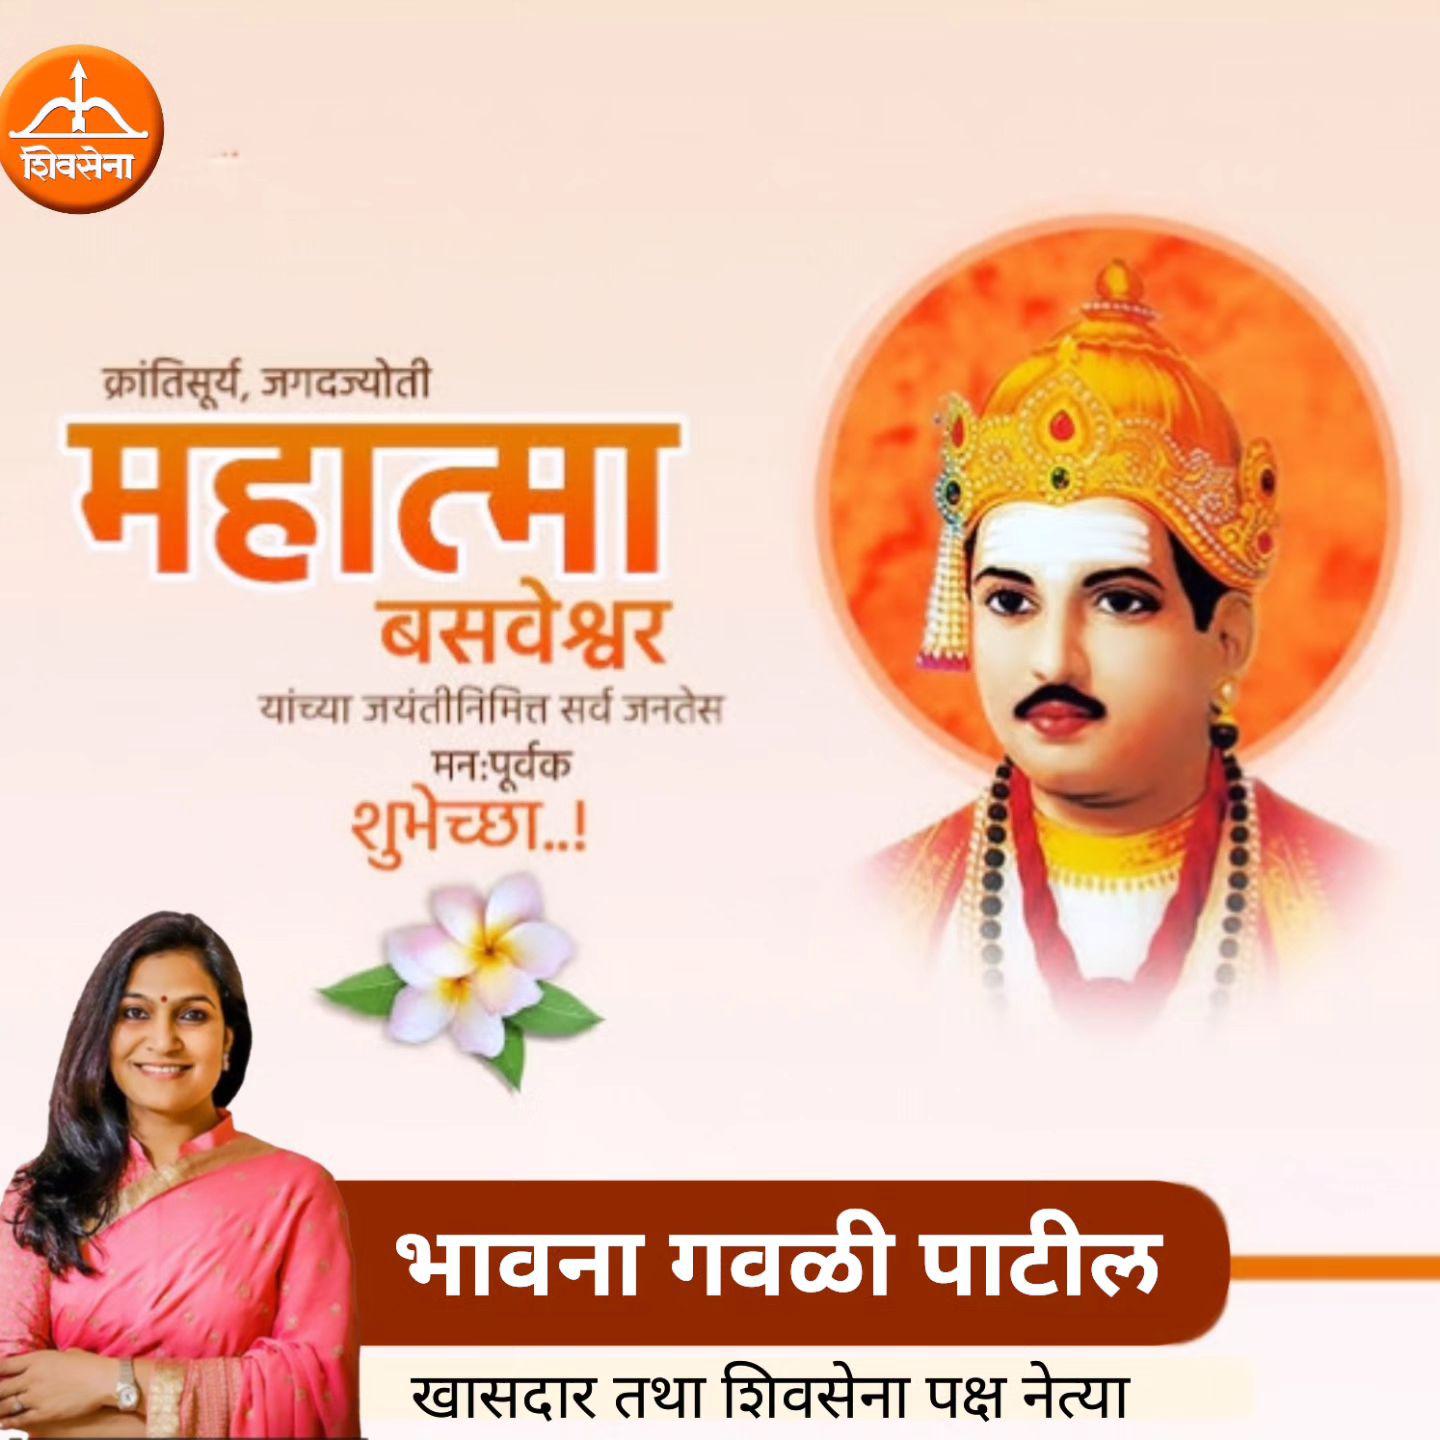 शिवसेना
क्रांतिसूर्य, जगदज्योती
महात्मा
बसवेश्वर
यांच्या जयंतीनिमित्त सर्व जनतेस
मन:पूर्वक
शुभेच्छा..!
भावना गवळी पाटील
खासदार तथा शिवसेना पक्ष नेत्या